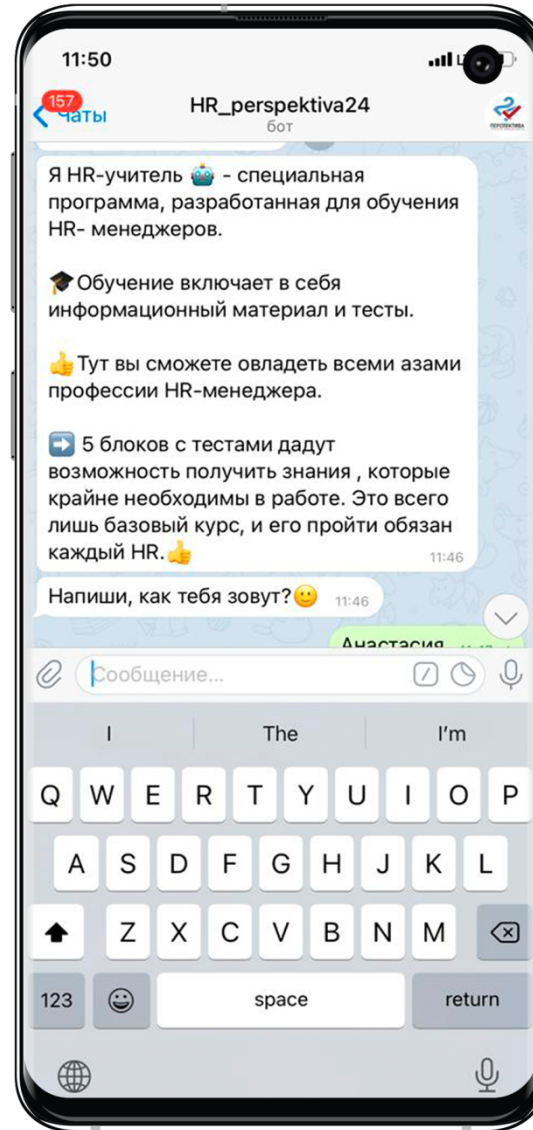 11:50
157
Чаты
HR_perspektiva24
бот
ПЕРСПЕКТИВА
Я HR-учитель 🤖 - специальная
программа, разработанная для обучения
HR- менеджеров.
🎓Обучение включает в себя
информационный материал и тесты.
👍Тут вы сможете овладеть всеми азами
профессии HR-менеджера.
➡️ 5 блоков с тестами дадут
возможность получить знания , которые
крайне необходимы в работе. Это всего
лишь базовый курс, и его пройти обязан
каждый HR.👍
11:46
Напиши, как тебя зовут?🙂 11:46
Анастасия
Сообщение...
I The I'm
Q W E R T Y U I O P
A S D F G H J K L
Z X C V B N M
123 space return